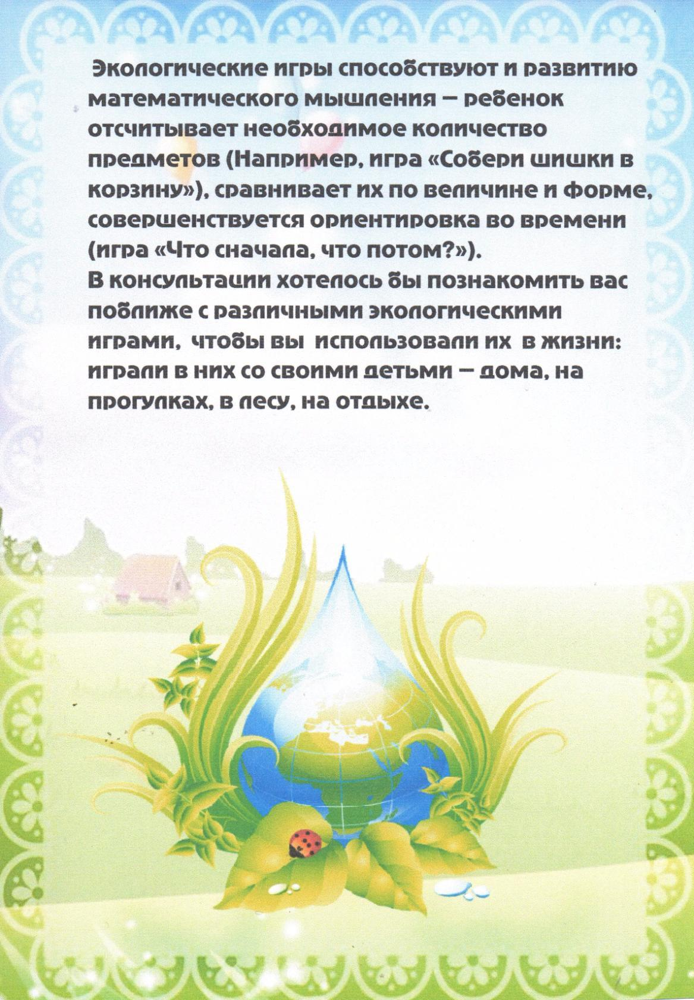 Экологические игры способствуют и развитию
математического мышления – ребенок
отсчитывает необходимое количество
предметов (Например, игра «Собери шишки в
корзину»), сравнивает их по величине и форме,
совершенствуется ориентировка во времени
(игра «Что сначала, что потом?»).
В консультации хотелось бы познакомить вас
поближе с различными экологическими
играми, чтобы вы использовали их в жизни:
играли в них со своими детьми – дома, на
прогулках, в лесу, на отдыхе.